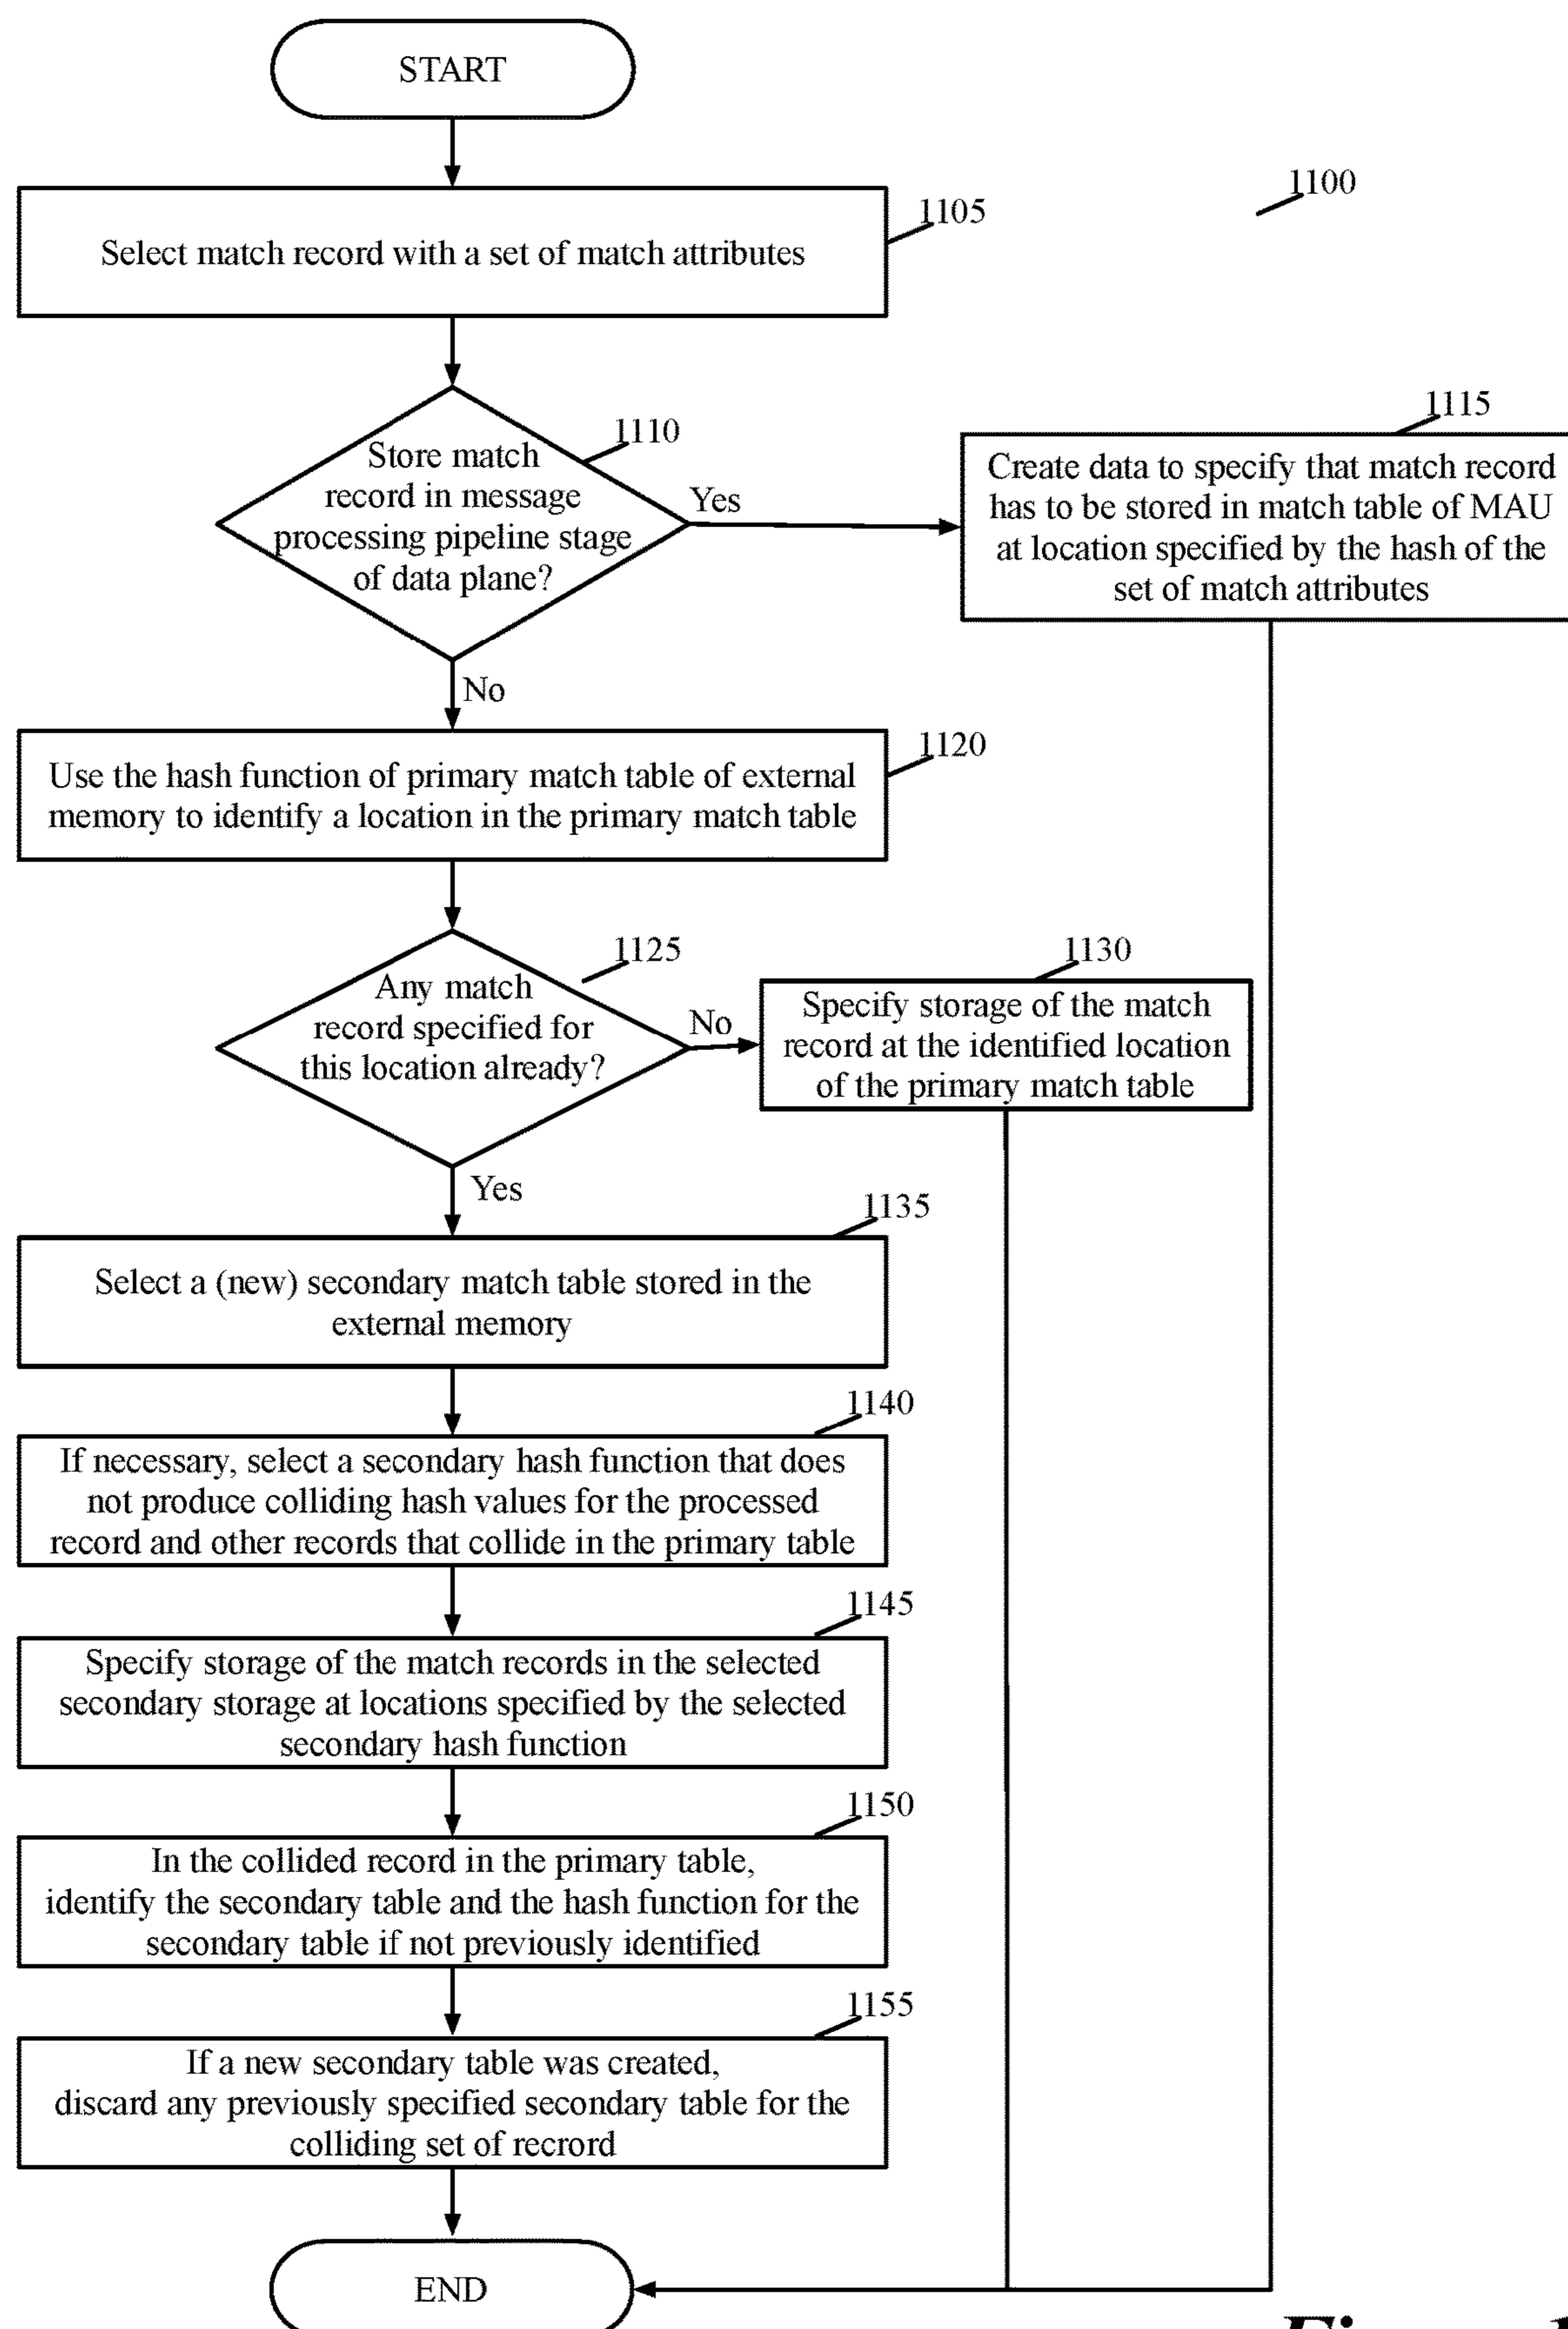 START
1100
1105
Select match record with a set of match attributes
1110
Store match
record in message
processing pipeline stage
of data plane?
Yes
1115
Create data to specify that match record
has to be stored in match table of MAU
at location specified by the hash of the
set of match attributes
No
1120
Use the hash function of primary match table of external
memory to identify a location in the primary match table
1125
Any match
record specified for
this location already?
No
1130
Specify storage of the match
record at the identified location
of the primary match table
Yes
1135
Select a (new) secondary match table stored in the
external memory
1140
If necessary, select a secondary hash function that does
not produce colliding hash values for the processed
record and other records that collide in the primary table
1145
Specify storage of the match records in the selected
secondary storage at locations specified by the selected
secondary hash function
1150
In the collided record in the primary table,
identify the secondary table and the hash function for the
secondary table if not previously identified
1155
If a new secondary table was created,
discard any previously specified secondary table for the
colliding set of recrord
END